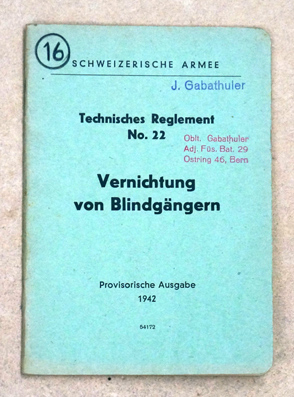 16
SCHWEIZERISCHE ARMEE
J. Gabathuler
Technisches Reglement
No. 22
Oblt. Gabathuler
Adj. Füs. Bat. 29
Ostring 46, Bern
Vernichtung
von Blindgängern
Provisorische Ausgabe
1942
54172